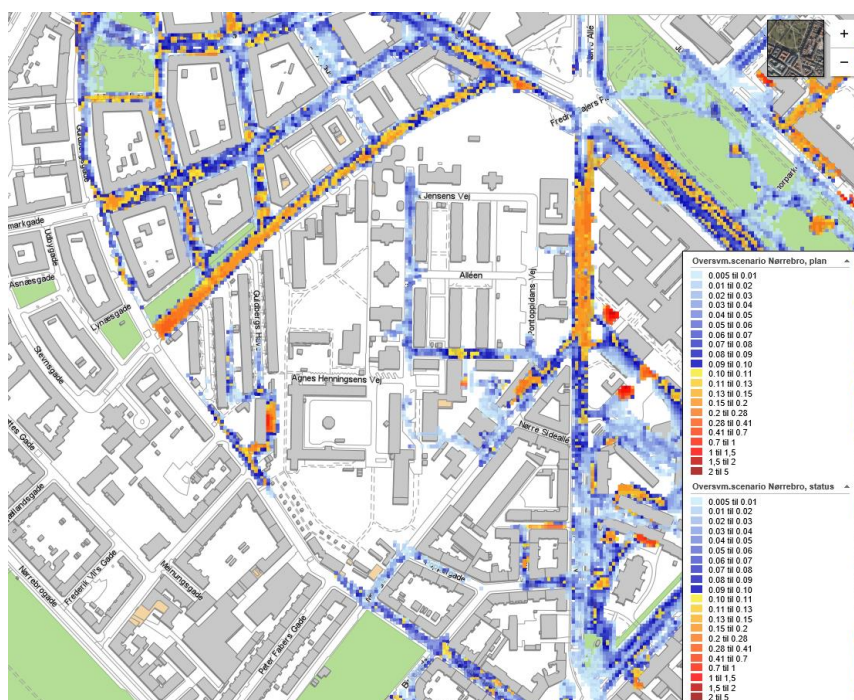 Jensens Vej
Alléen
Pontoppidans Vej
Guldbergs Have
Agnes Henningsens Vej
Nørre Sideallé
markgade
Udbygade
Asnæsgade
Lynæsgade
Stevnsgade
Nørrebrogade
Frederik VII's Gade
Meinungsgade
Peter Fabers Gade
+
−
Oversvm.scenario Nørrebro, plan
0.005 til 0.01
0.01 til 0.02
0.02 til 0.03
0.03 til 0.04
0.04 til 0.05
0.05 til 0.06
0.06 til 0.07
0.07 til 0.08
0.08 til 0.09
0.09 til 0.10
0.10 til 0.11
0.11 til 0.13
0.13 til 0.15
0.15 til 0.2
0.2 til 0.28
0.28 til 0.41
0.41 til 0.7
0.7 til 1
1 til 1,5
1,5 til 2
2 til 5
Oversvm.scenario Nørrebro, status
0.005 til 0.01
0.01 til 0.02
0.02 til 0.03
0.03 til 0.04
0.04 til 0.05
0.05 til 0.06
0.06 til 0.07
0.07 til 0.08
0.08 til 0.09
0.09 til 0.10
0.10 til 0.11
0.11 til 0.13
0.13 til 0.15
0.15 til 0.2
0.2 til 0.28
0.28 til 0.41
0.41 til 0.7
0.7 til 1
1 til 1,5
1,5 til 2
2 til 5